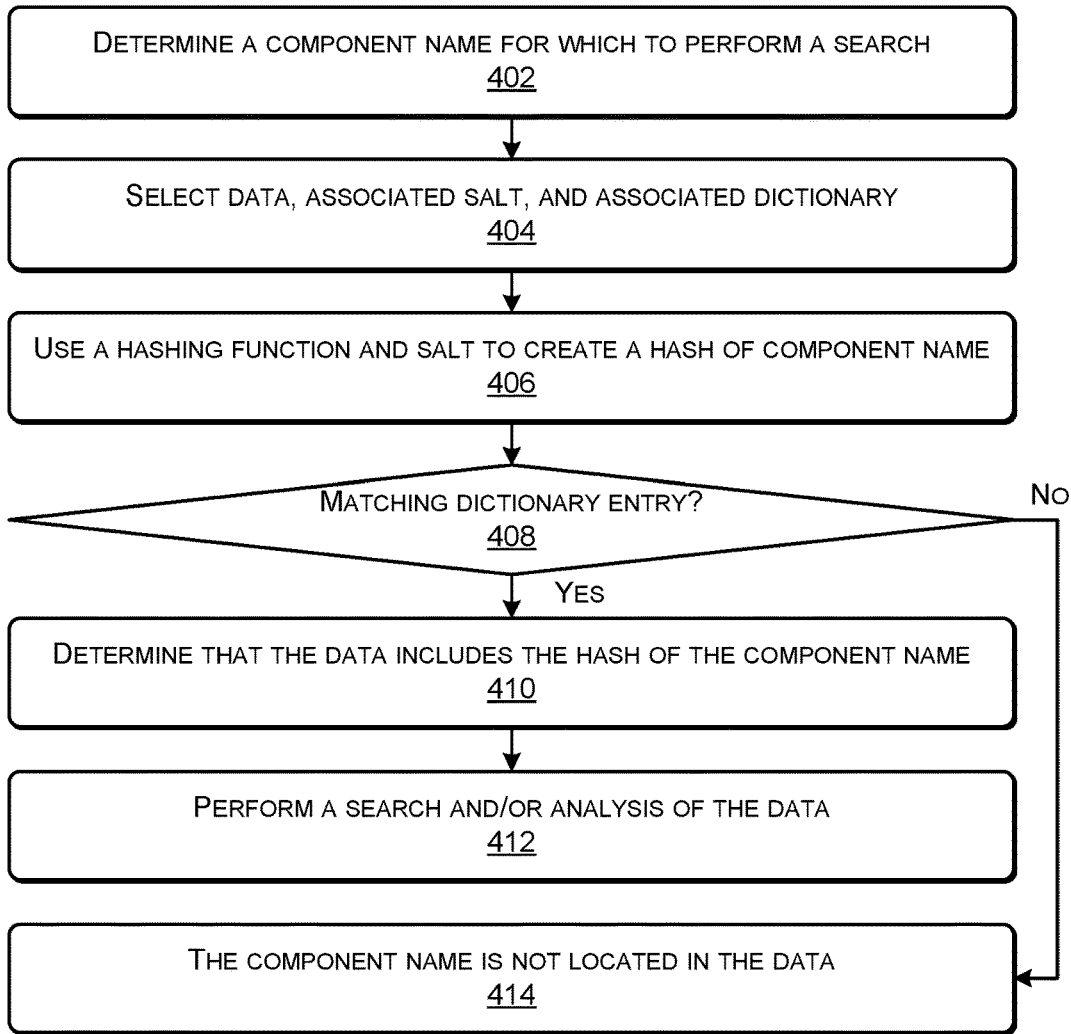 DETERMINE A COMPONENT NAME FOR WHICH TO PERFORM A SEARCH
402
SELECT DATA, ASSOCIATED SALT, AND ASSOCIATED DICTIONARY
404
USE A HASHING FUNCTION AND SALT TO CREATE A HASH OF COMPONENT NAME
406
MATCHING DICTIONARY ENTRY?
408
NO
YES
DETERMINE THAT THE DATA INCLUDES THE HASH OF THE COMPONENT NAME
410
PERFORM A SEARCH AND/OR ANALYSIS OF THE DATA
412
THE COMPONENT NAME IS NOT LOCATED IN THE DATA
414